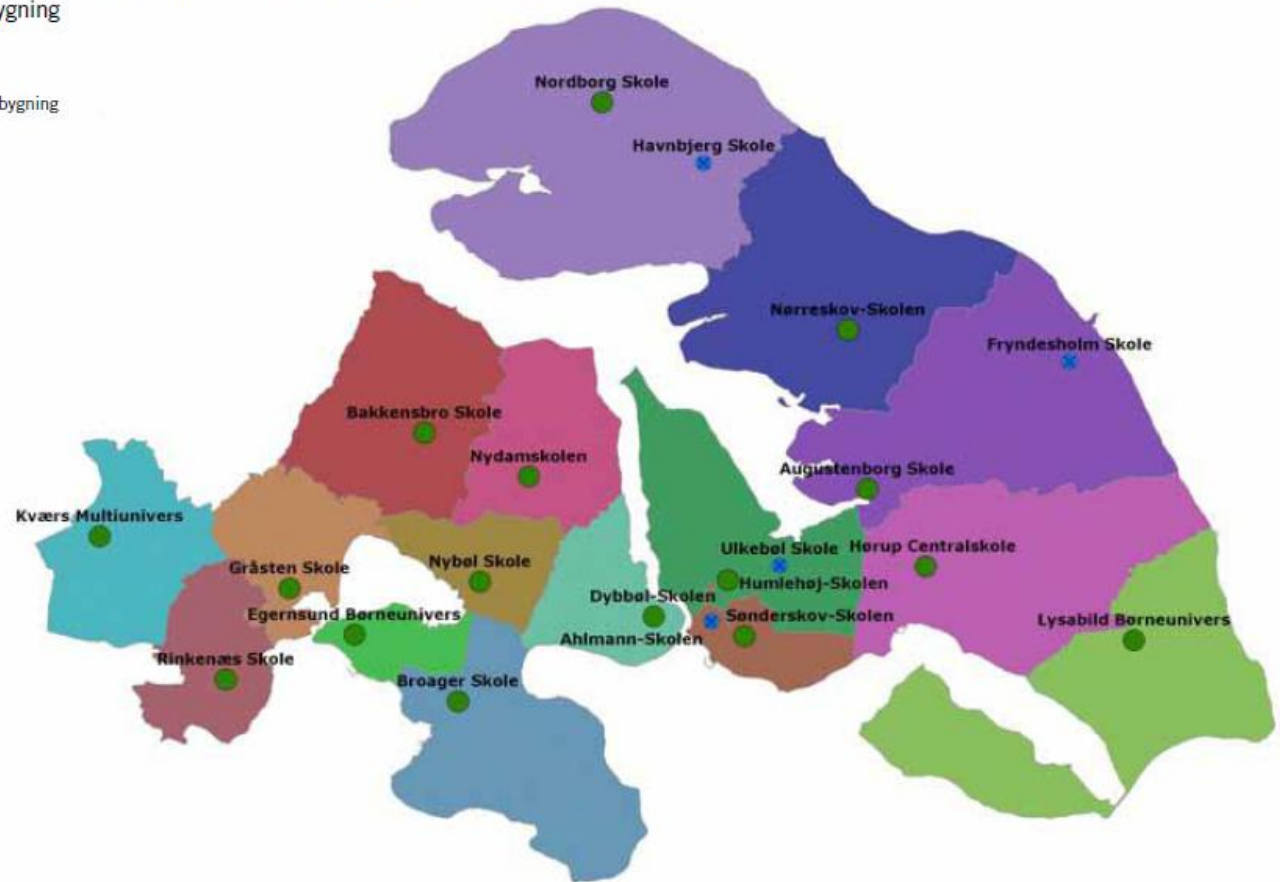 ygning
bygning
Nordborg Skole
Havnbjerg Skole
Nørreskov-Skolen
Fryndesholm Skole
Bakkensbro Skole
Nydamskolen
Augustenborg Skole
Kværs Multiunivers
Gråsten Skole
Nybøl Skole
Ulkebøl Skole
Hørup Centralskole
Humlehøj-Skolen
Dybbøl-Skolen
Egernsund Børneunivers
Sønderskov-Skolen
Lysabild Børneunivers
Ahlmann-Skolen
Rinkenæs Skole
Broager Skole